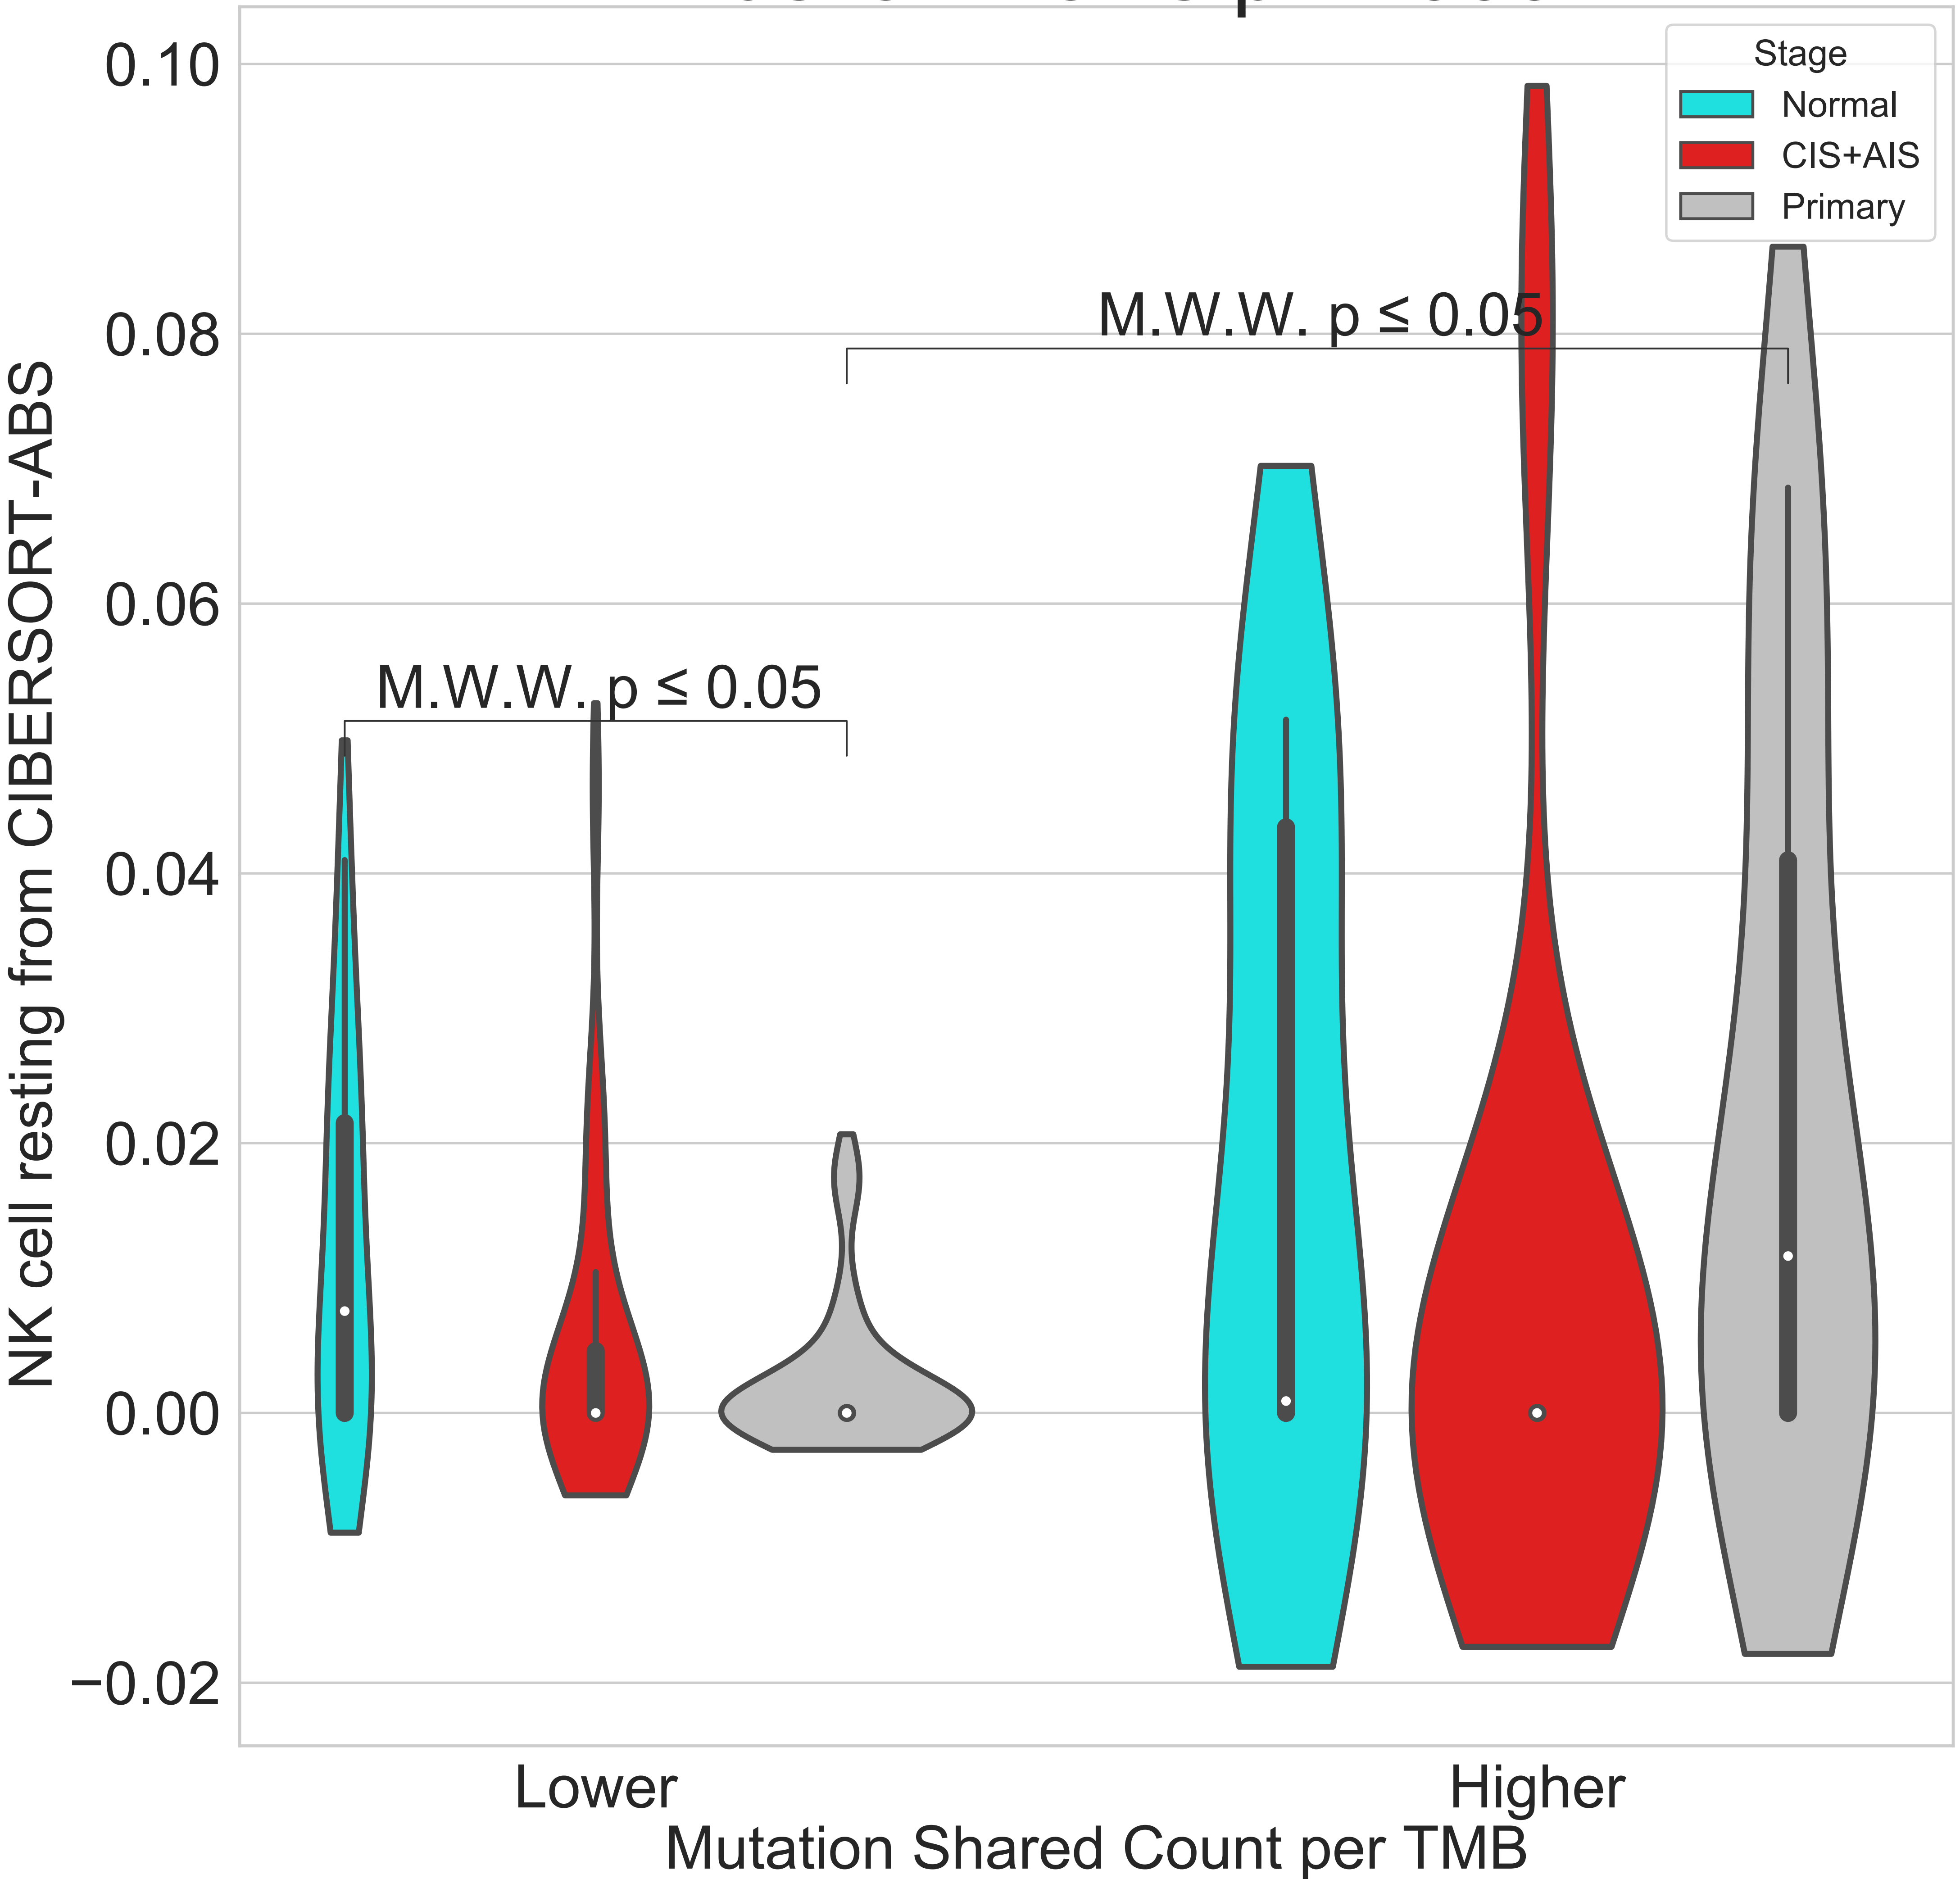 0.10
0.08
0.06
0.04
0.02
0.00
−0.02
NK cell resting from CIBERSORT-ABS
Stage
Normal
CIS+AIS
Primary
M.W.W. p ≤ 0.05
M.W.W. p ≤ 0.05
Lower
Higher
Mutation Shared Count per TMB